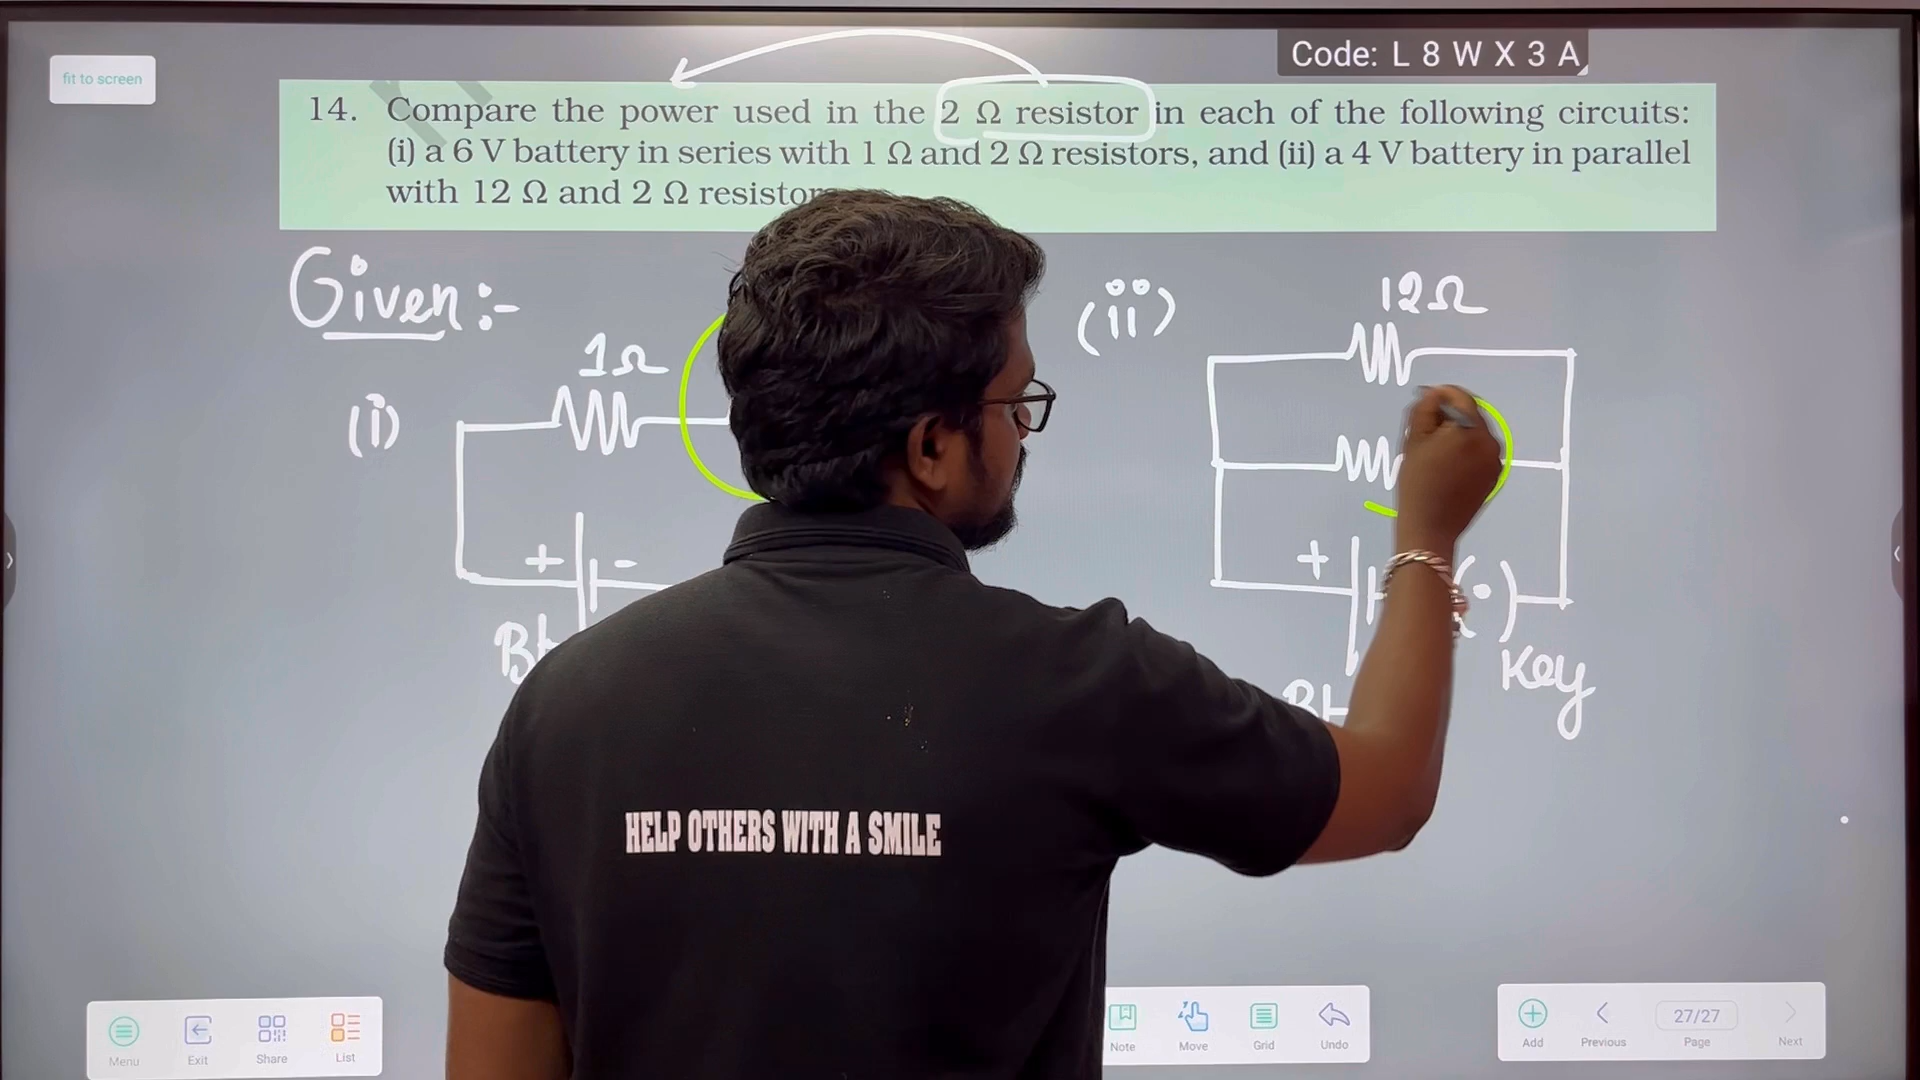 fit to screen
Code: L 8 W X 3 A
14. Compare the power used in the 2 Ω resistor in each of the following circuits:
(i) a 6 V battery in series with 1 Ω and 2 Ω resistors, and (ii) a 4 V battery in parallel
with 12 Ω and 2 Ω
Given:-
(i)
1Ω
+ -
(ii)
12Ω
+
(·)
Key
HELP OTHERS WITH A SMILE
Menu
Exit
Share
List
Note
Move
Grid
Undo
Add
Previous
27/27
Page
Next